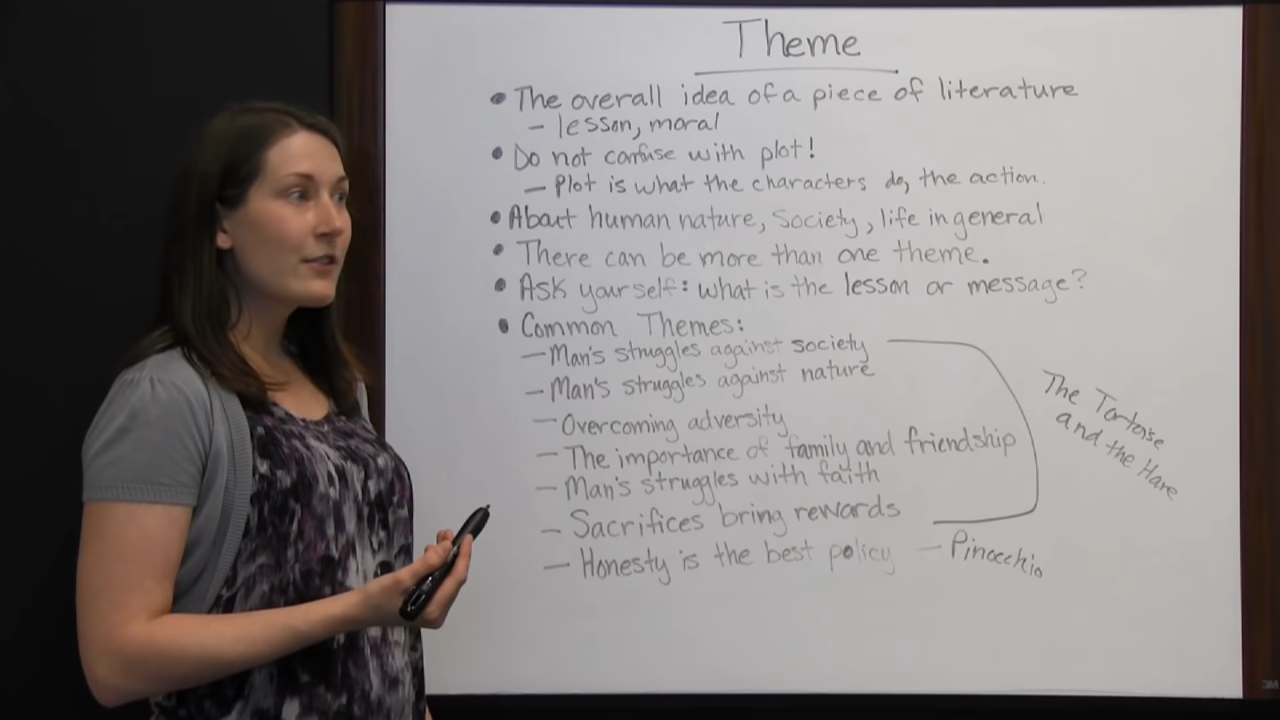 Theme
• The overall idea of a piece of literature
– lesson, moral
• Do not confuse with plot!
– Plot is what the characters do, the action.
• About human nature, society, life in general
• There can be more than one theme.
• Ask yourself: what is the lesson or message?
• Common Themes:
– Man's struggles against society
– Man's struggles against nature
– Overcoming adversity
– The importance of family and friendship
– Man's struggles with faith
– Sacrifices bring rewards
– Honesty is the best policy – Pinocchio
The Tortoise
and the Hare
3M